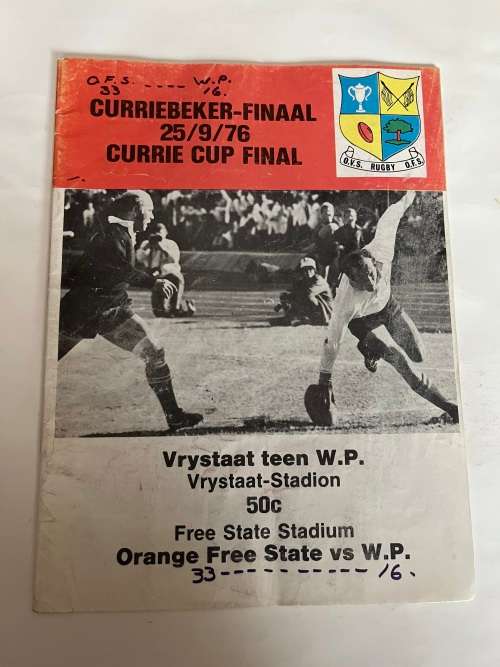 O.F.S. ---- W.P.
33 16.
CURRIEBEKER-FINAAL
25/9/76
CURRIE CUP FINAL
O.V.S. RUGBY O.F.S.
Vrystaat teen W.P.
Vrystaat-Stadion
50c
Free State Stadium
Orange Free State vs W.P.
33 ---------- 16.